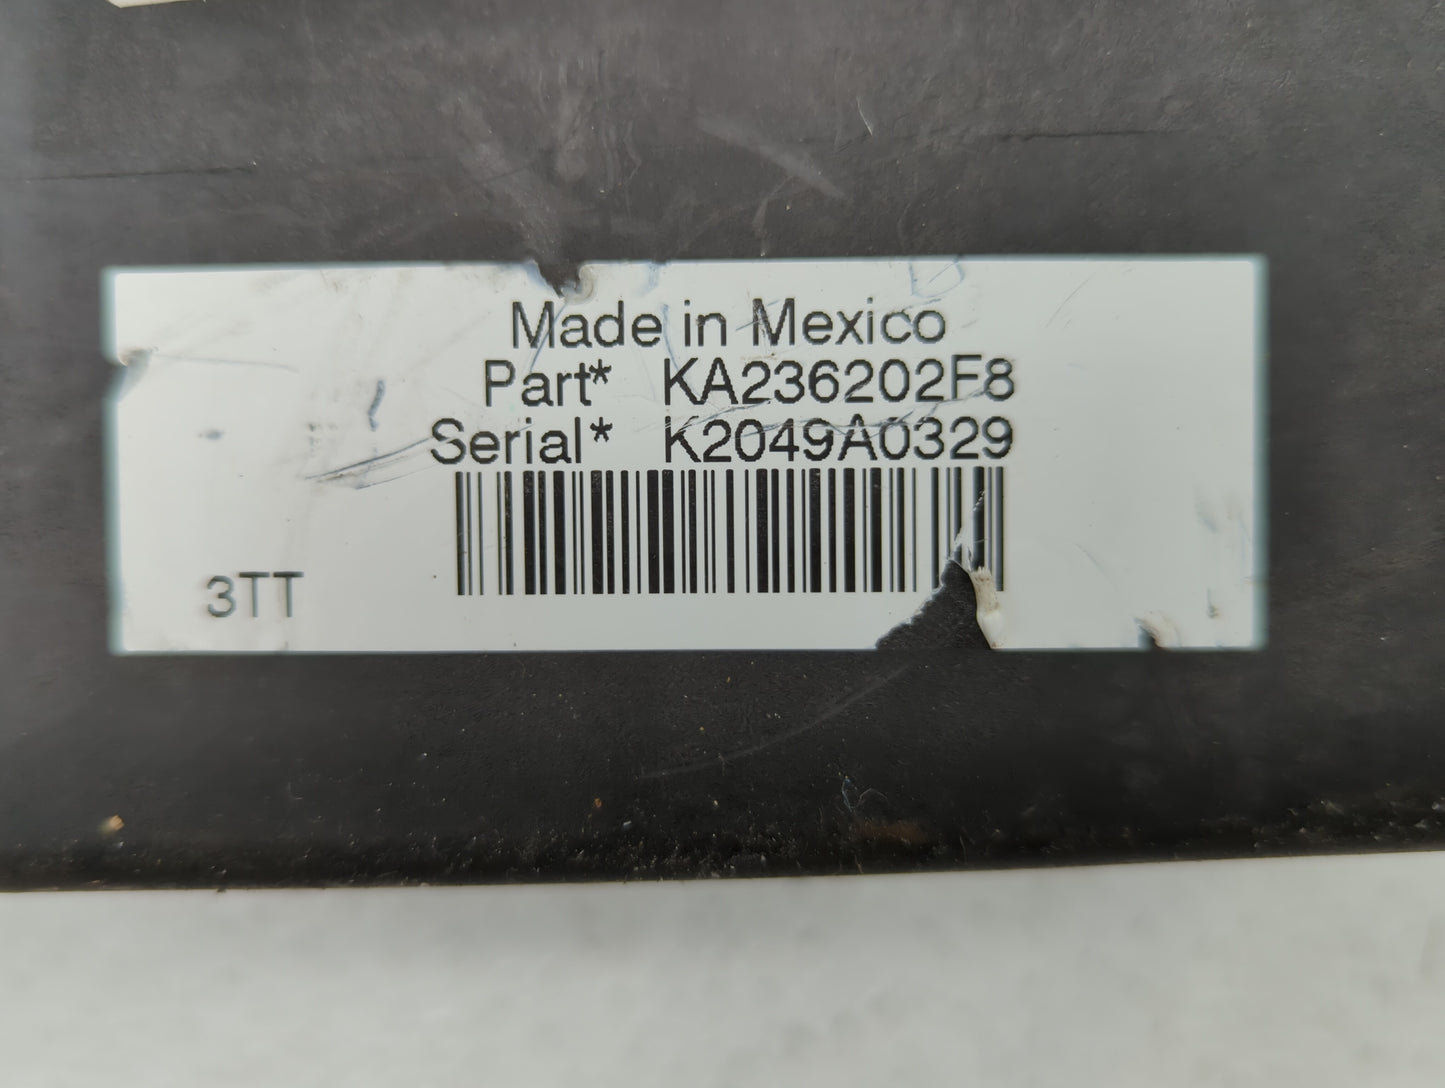 Made in Mexico
Part* KA236202F8
Serial* K2049A0329
3TT